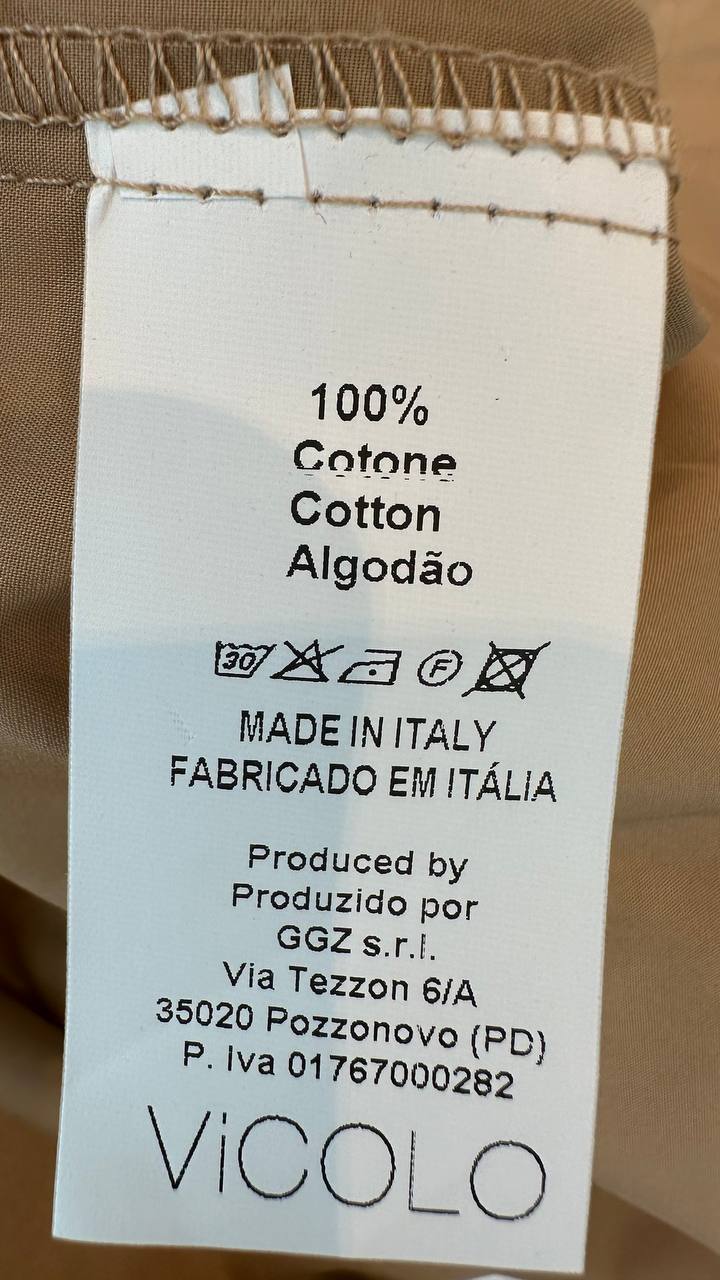 100%
Cotone
Cotton
Algodão
30 F
MADE IN ITALY
FABRICADO EM ITÁLIA
Produced by
Produzido por
GGZ s.r.l.
Via Tezzon 6/A
35020 Pozzonovo (PD)
P. Iva 01767000282
ViCOLO